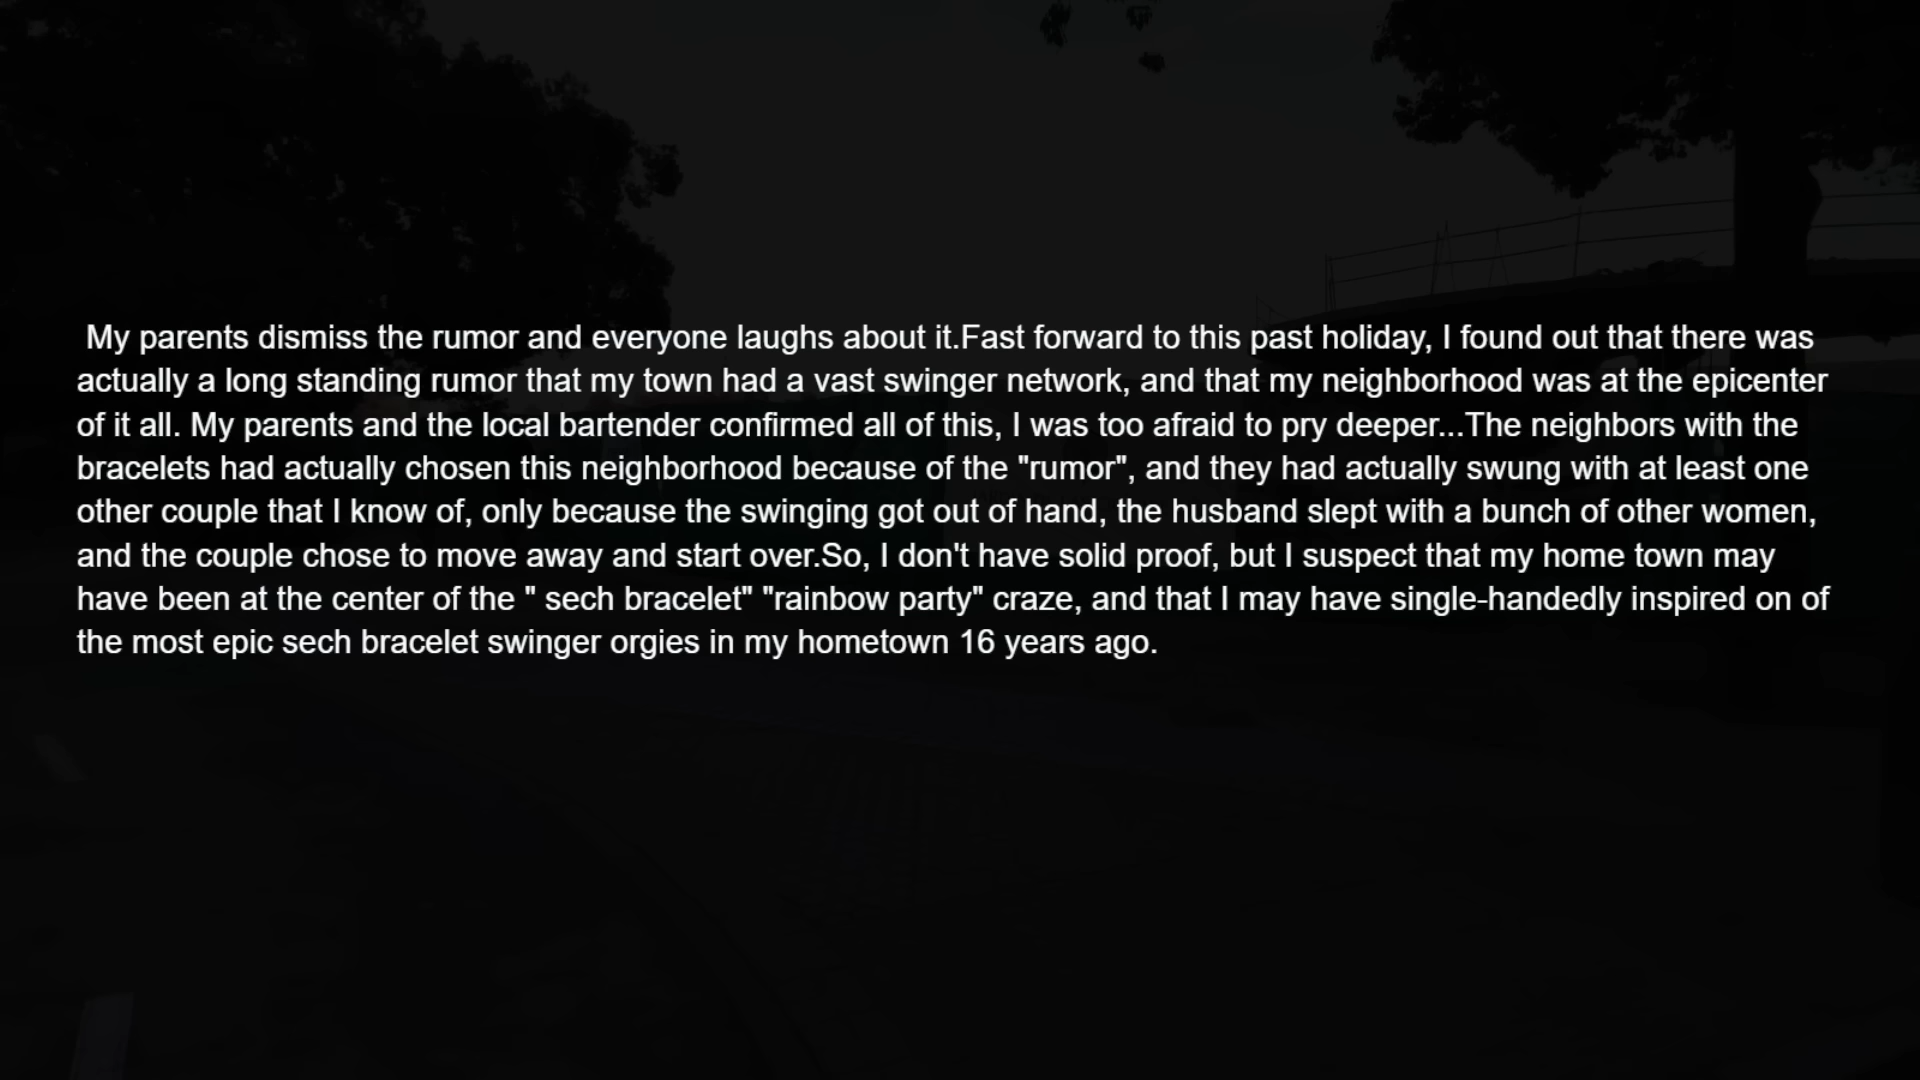 My parents dismiss the rumor and everyone laughs about it.Fast forward to this past holiday, I found out that there was
actually a long standing rumor that my town had a vast swinger network, and that my neighborhood was at the epicenter
of it all. My parents and the local bartender confirmed all of this, I was too afraid to pry deeper...The neighbors with the
bracelets had actually chosen this neighborhood because of the "rumor", and they had actually swung with at least one
other couple that I know of, only because the swinging got out of hand, the husband slept with a bunch of other women,
and the couple chose to move away and start over.So, I don't have solid proof, but I suspect that my home town may
have been at the center of the " sech bracelet" "rainbow party" craze, and that I may have single-handedly inspired on of
the most epic sech bracelet swinger orgies in my hometown 16 years ago.